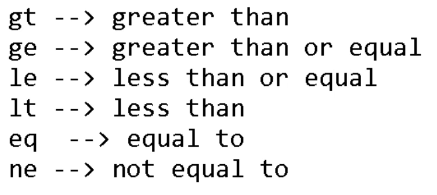 gt --> greater than
ge --> greater than or equal
le --> less than or equal
lt --> less than
eq  --> equal to
ne --> not equal to